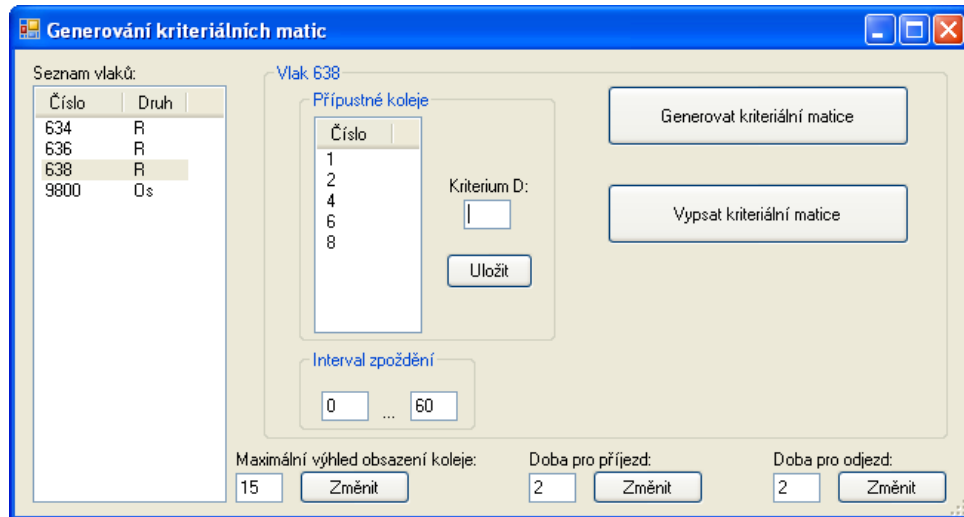 Generování kriteriálních matic
Seznam vlaků:
Číslo Druh
634 R
636 R
638 R
9800 Os
Vlak 638
Přípustné koleje
Číslo
1
2
4
6
8
Kriterium D:
Uložit
Generovat kriteriální matice
Vypsat kriteriální matice
Interval zpoždění
0 ... 60
Maximální výhled obsazení koleje:
15 Změnit
Doba pro příjezd:
2 Změnit
Doba pro odjezd:
2 Změnit